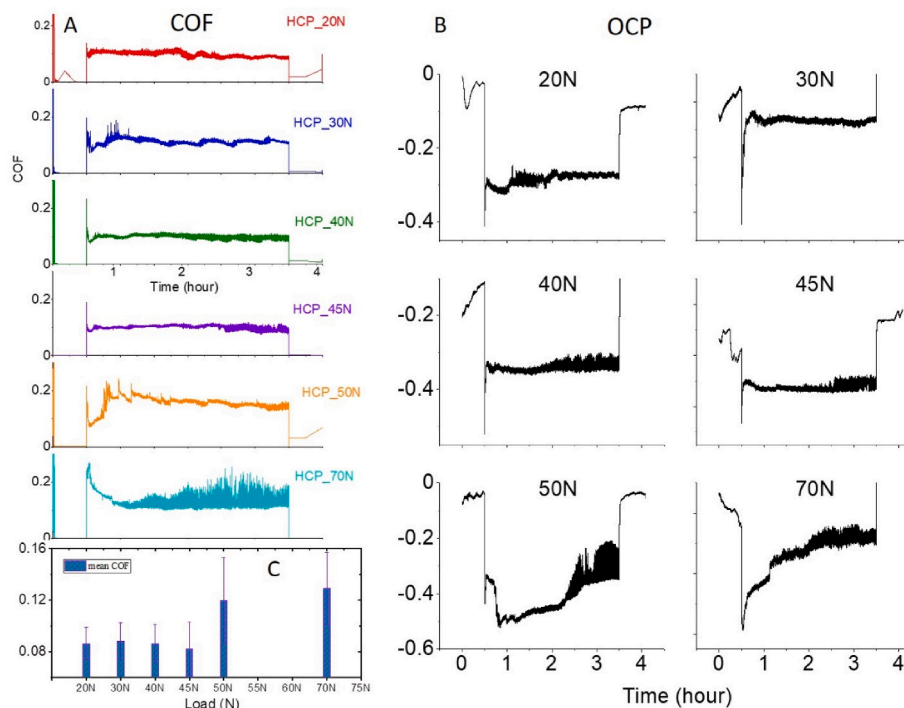 A COF
0.2
HCP_20N
0
0.2
HCP_30N
0
COF
0.2
HCP_40N
0
1 2 3 4
Time (hour)
0.2
HCP_45N
0
0.2
HCP_50N
0
0.2
HCP_70N
0
0.16
mean COF
C
0.12
0.08
20N 30N 40N 45N 50N 55N 60N 70N 75N
Load (N)
B OCP
0
20N 30N
-0.2
-0.4
40N 45N
-0.2
-0.4
0
50N 70N
-0.2
-0.4
-0.6
0 1 2 3 4 0 1 2 3 4
Time (hour)